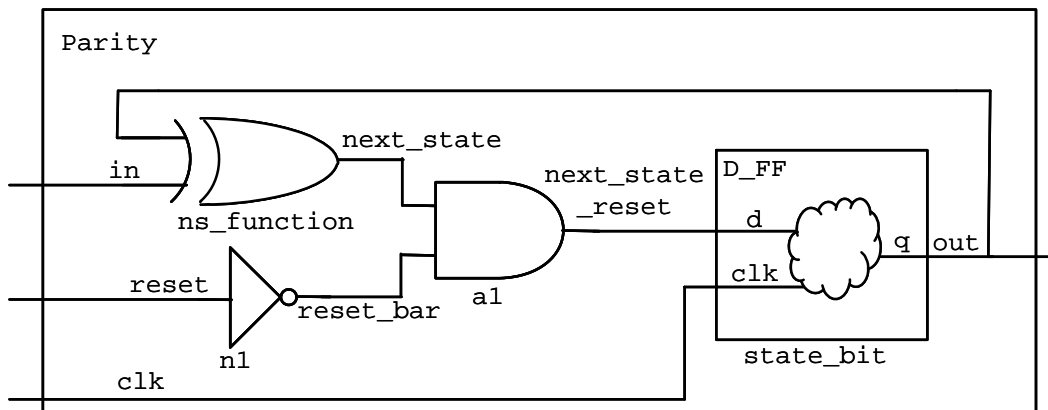 Parity
next_state
in
next_state
_reset
D_FF
ns_function
d
q
out
reset
clk
a1
reset_bar
n1
state_bit
clk